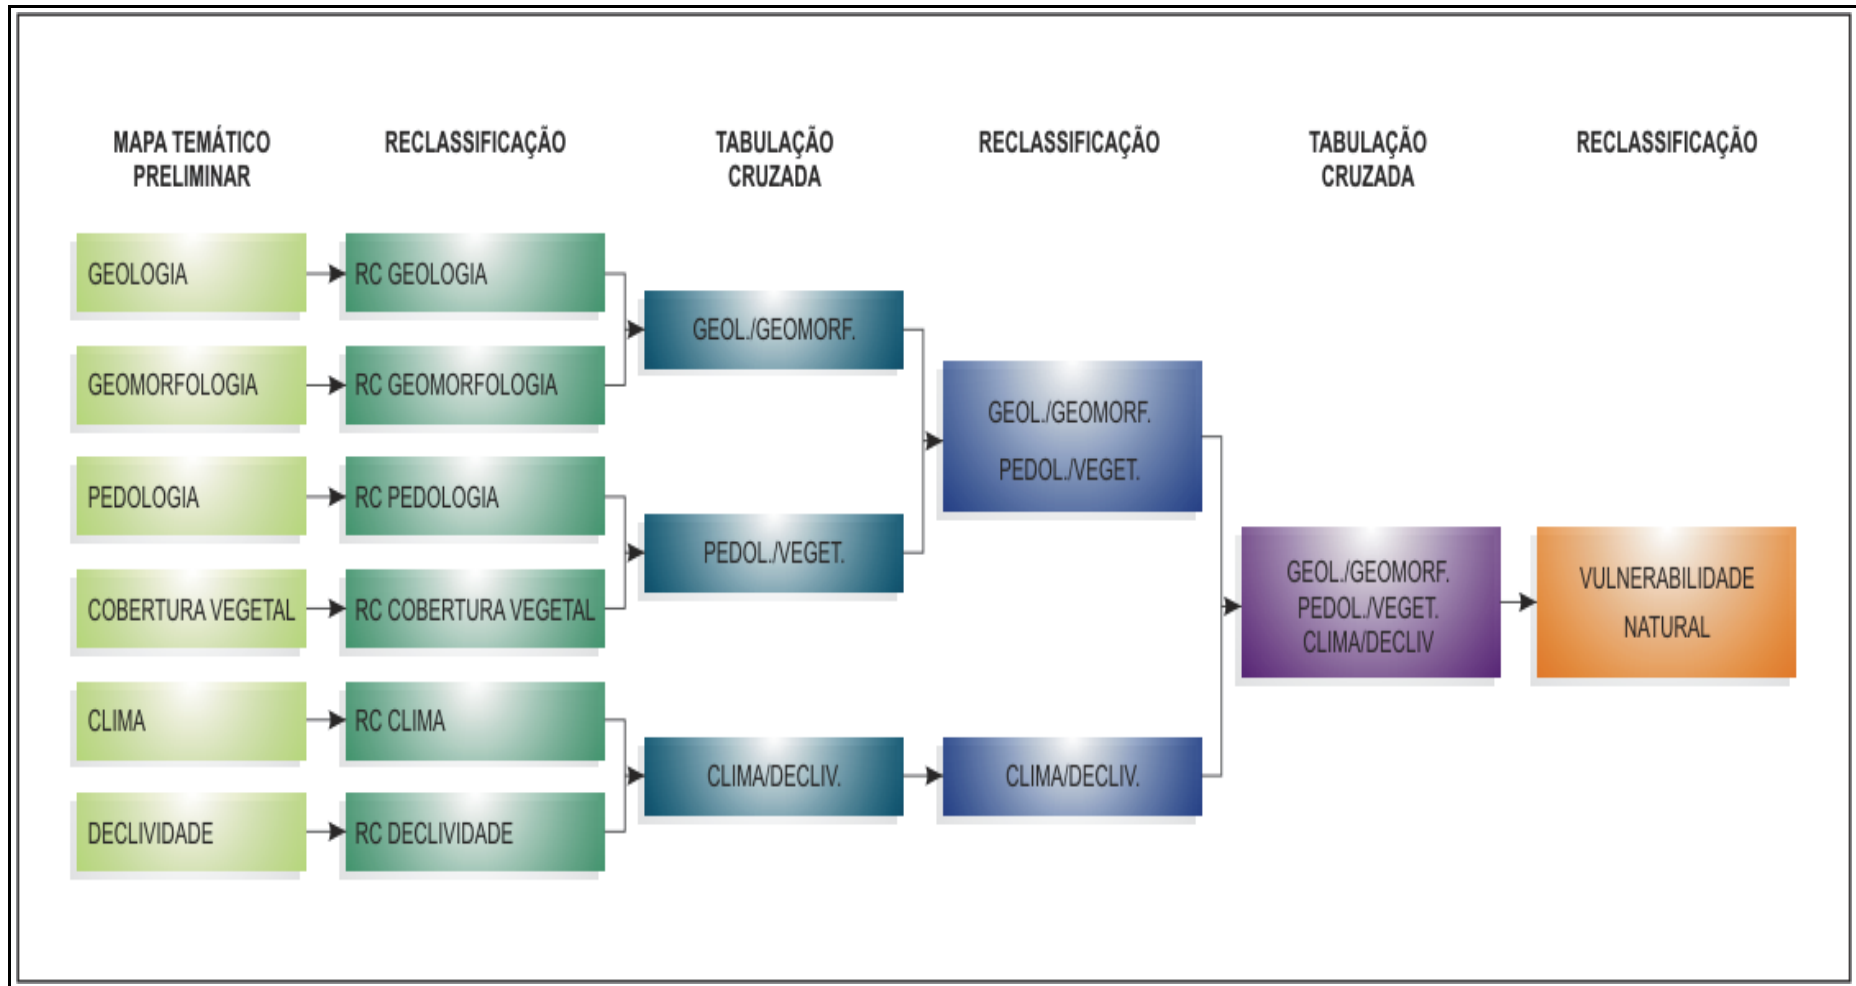 MAPA TEMÁTICO
PRELIMINAR
RECLASSIFICAÇÃO
TABULAÇÃO
CRUZADA
RECLASSIFICAÇÃO
TABULAÇÃO
CRUZADA
RECLASSIFICAÇÃO
GEOLOGIA
GEOMORFOLOGIA
PEDOLOGIA
COBERTURA VEGETAL
CLIMA
DECLIVIDADE
RC GEOLOGIA
RC GEOMORFOLOGIA
RC PEDOLOGIA
RC COBERTURA VEGETAL
RC CLIMA
RC DECLIVIDADE
GEOL./GEOMORF.
PEDOL./VEGET.
CLIMA/DECLIV.
GEOL./GEOMORF.
PEDOL./VEGET.
CLIMA/DECLIV.
GEOL./GEOMORF.
PEDOL./VEGET.
CLIMA/DECLIV
VULNERABILIDADE
NATURAL